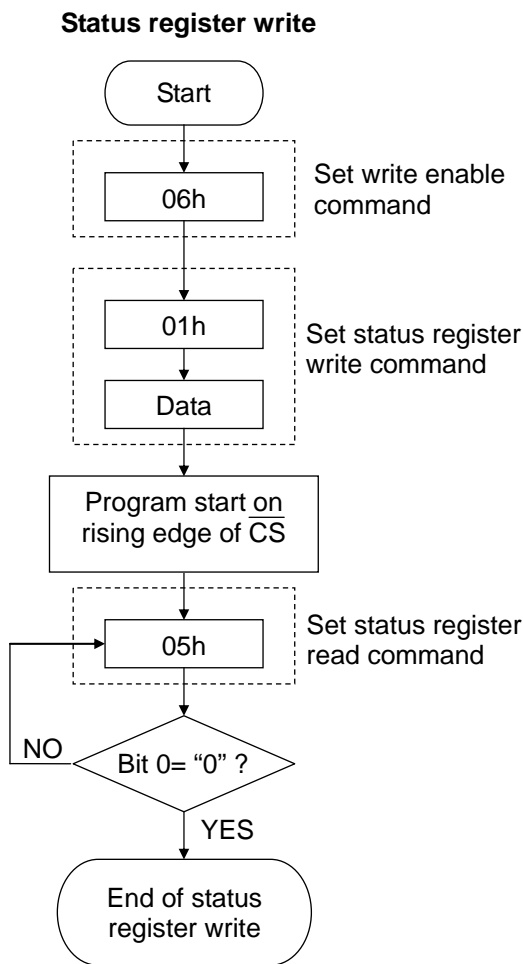 Status register write
Start
06h
Set write enable
command
01h
Set status register
write command
Data
Program start on
rising edge of C̅S̅
05h
Set status register
read command
NO
Bit 0= “0” ?
YES
End of status
register write